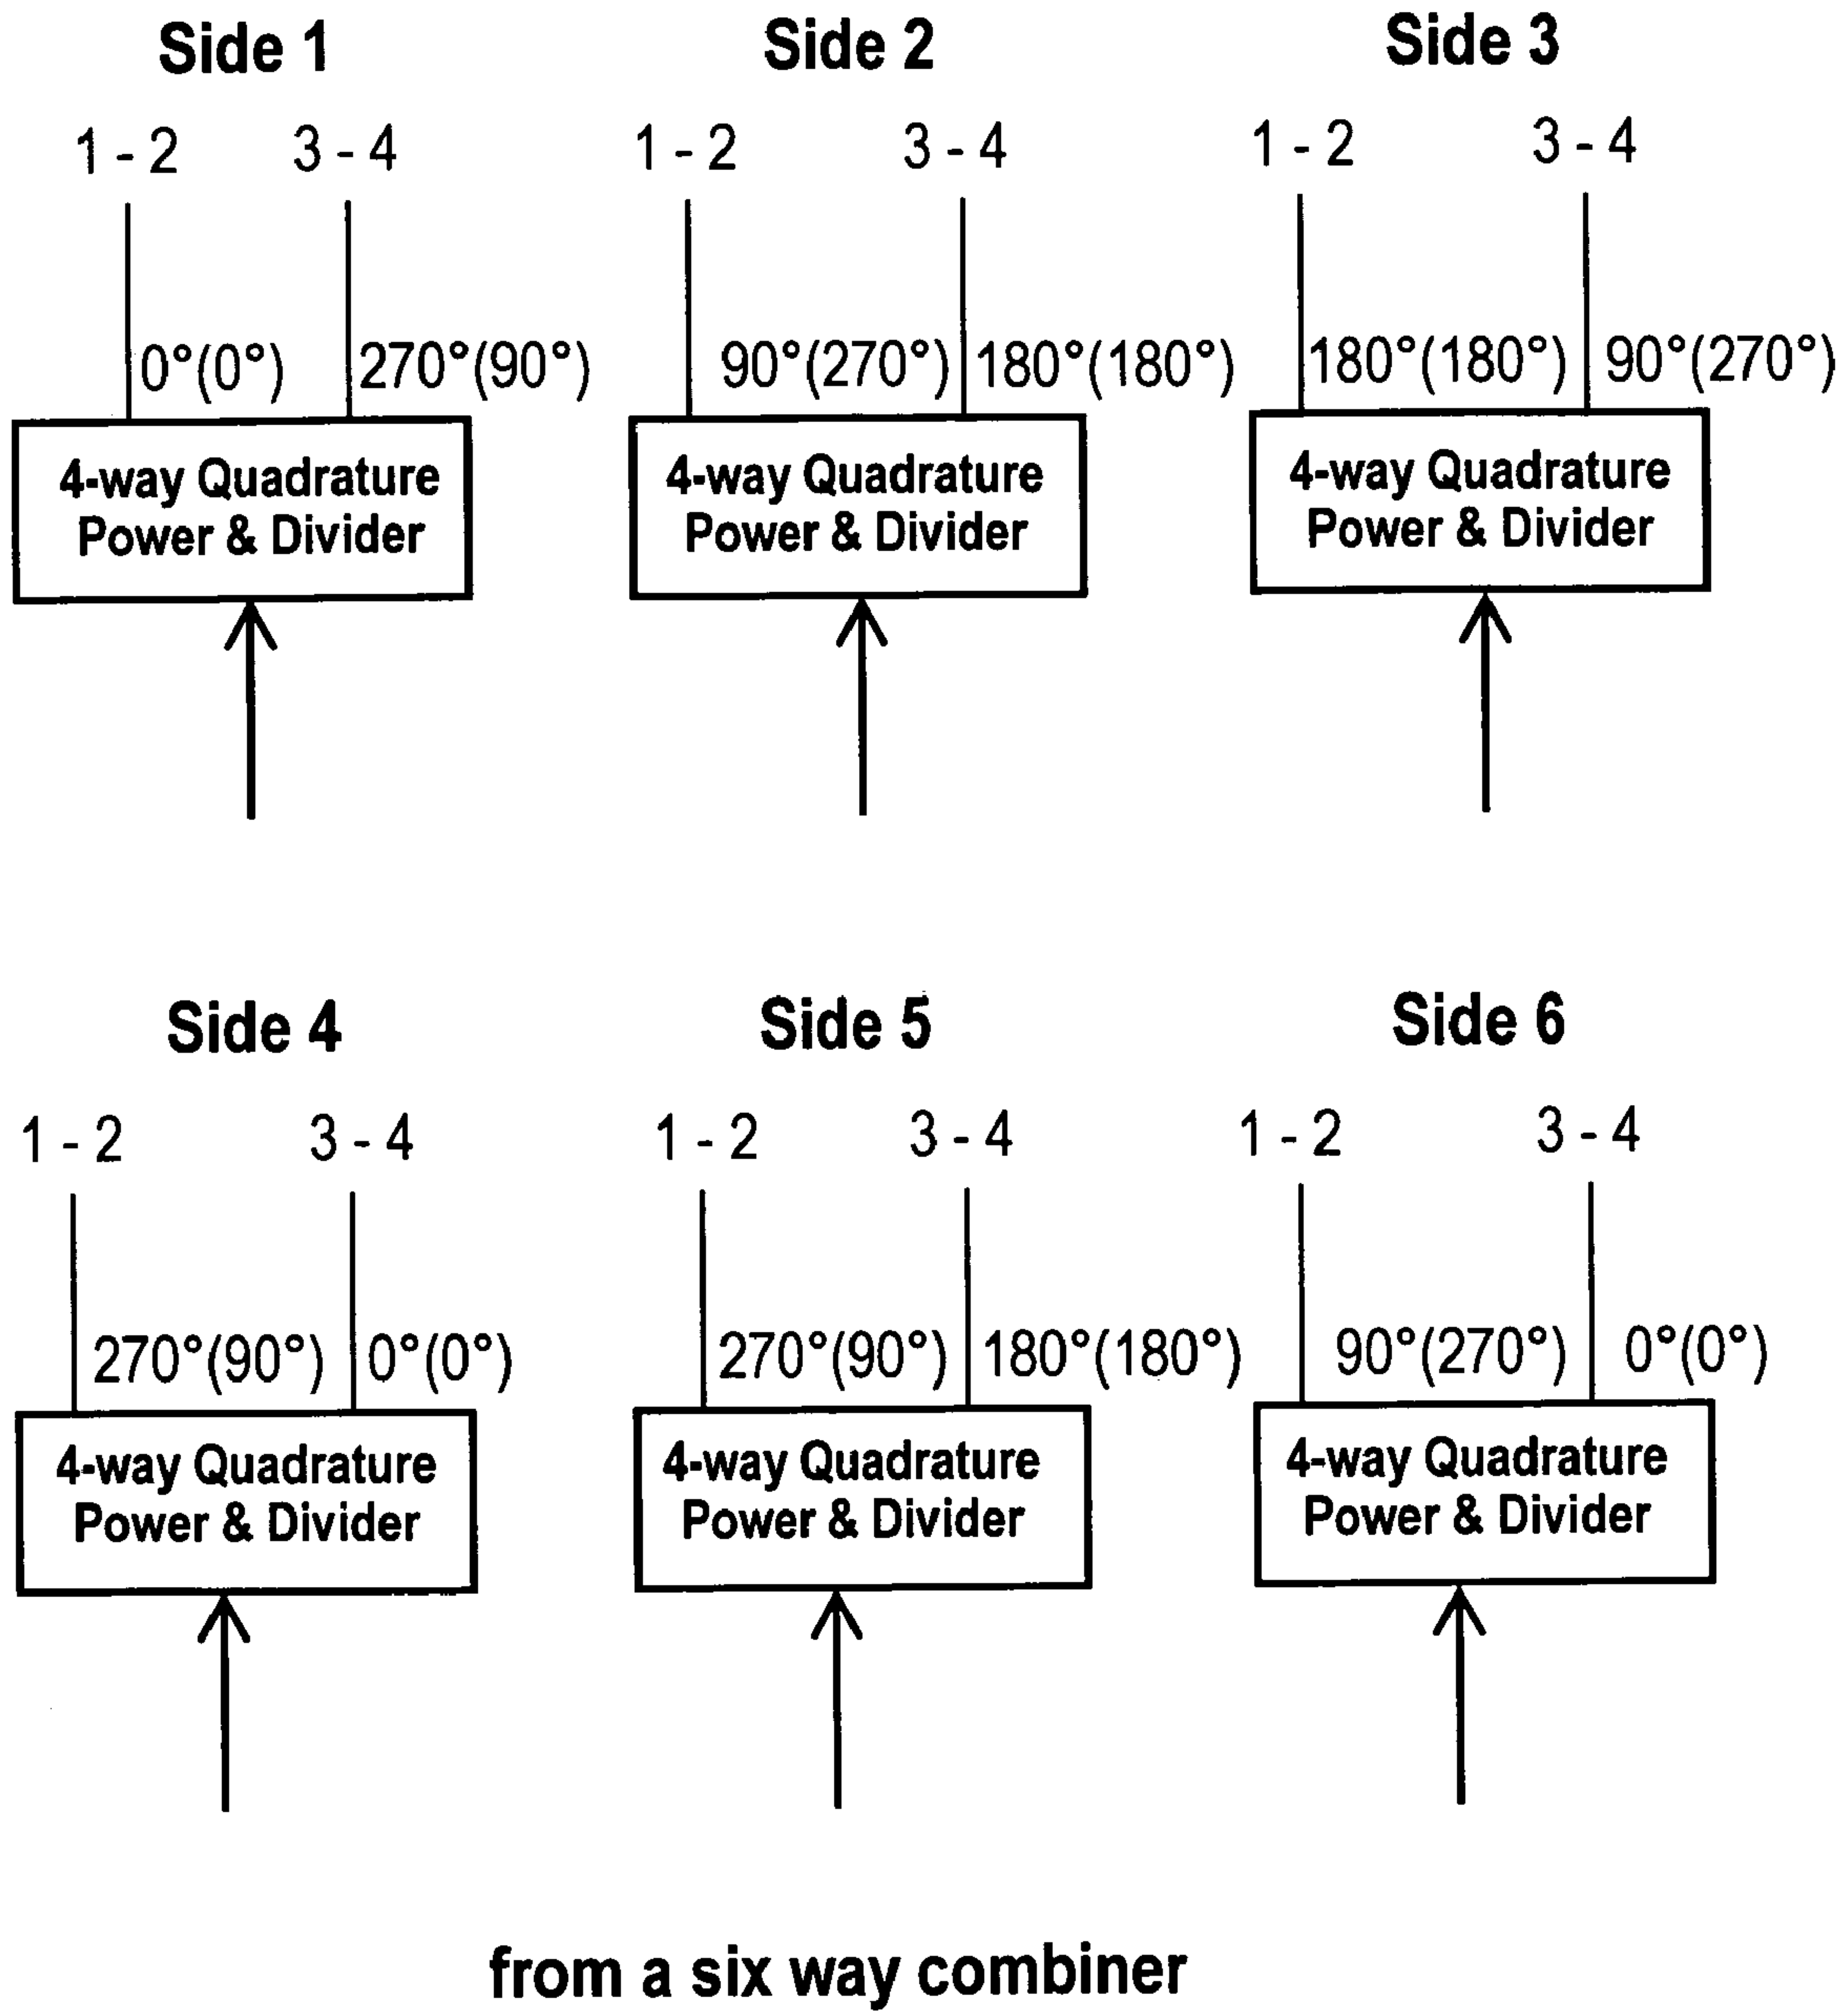 Side 1 Side 2 Side 3
1 - 2 3 - 4 1 - 2 3 - 4 1 - 2 3 - 4
0°(0°) 270°(90°) 90°(270°) 180°(180°) 180°(180°) 90°(270°)
4-way Quadrature 4-way Quadrature 4-way Quadrature
Power & Divider Power & Divider Power & Divider
Side 4 Side 5 Side 6
1 - 2 3 - 4 1 - 2 3 - 4 1 - 2 3 - 4
270°(90°) 0°(0°) 270°(90°) 180°(180°) 90°(270°) 0°(0°)
4-way Quadrature 4-way Quadrature 4-way Quadrature
Power & Divider Power & Divider Power & Divider
from a six way combiner